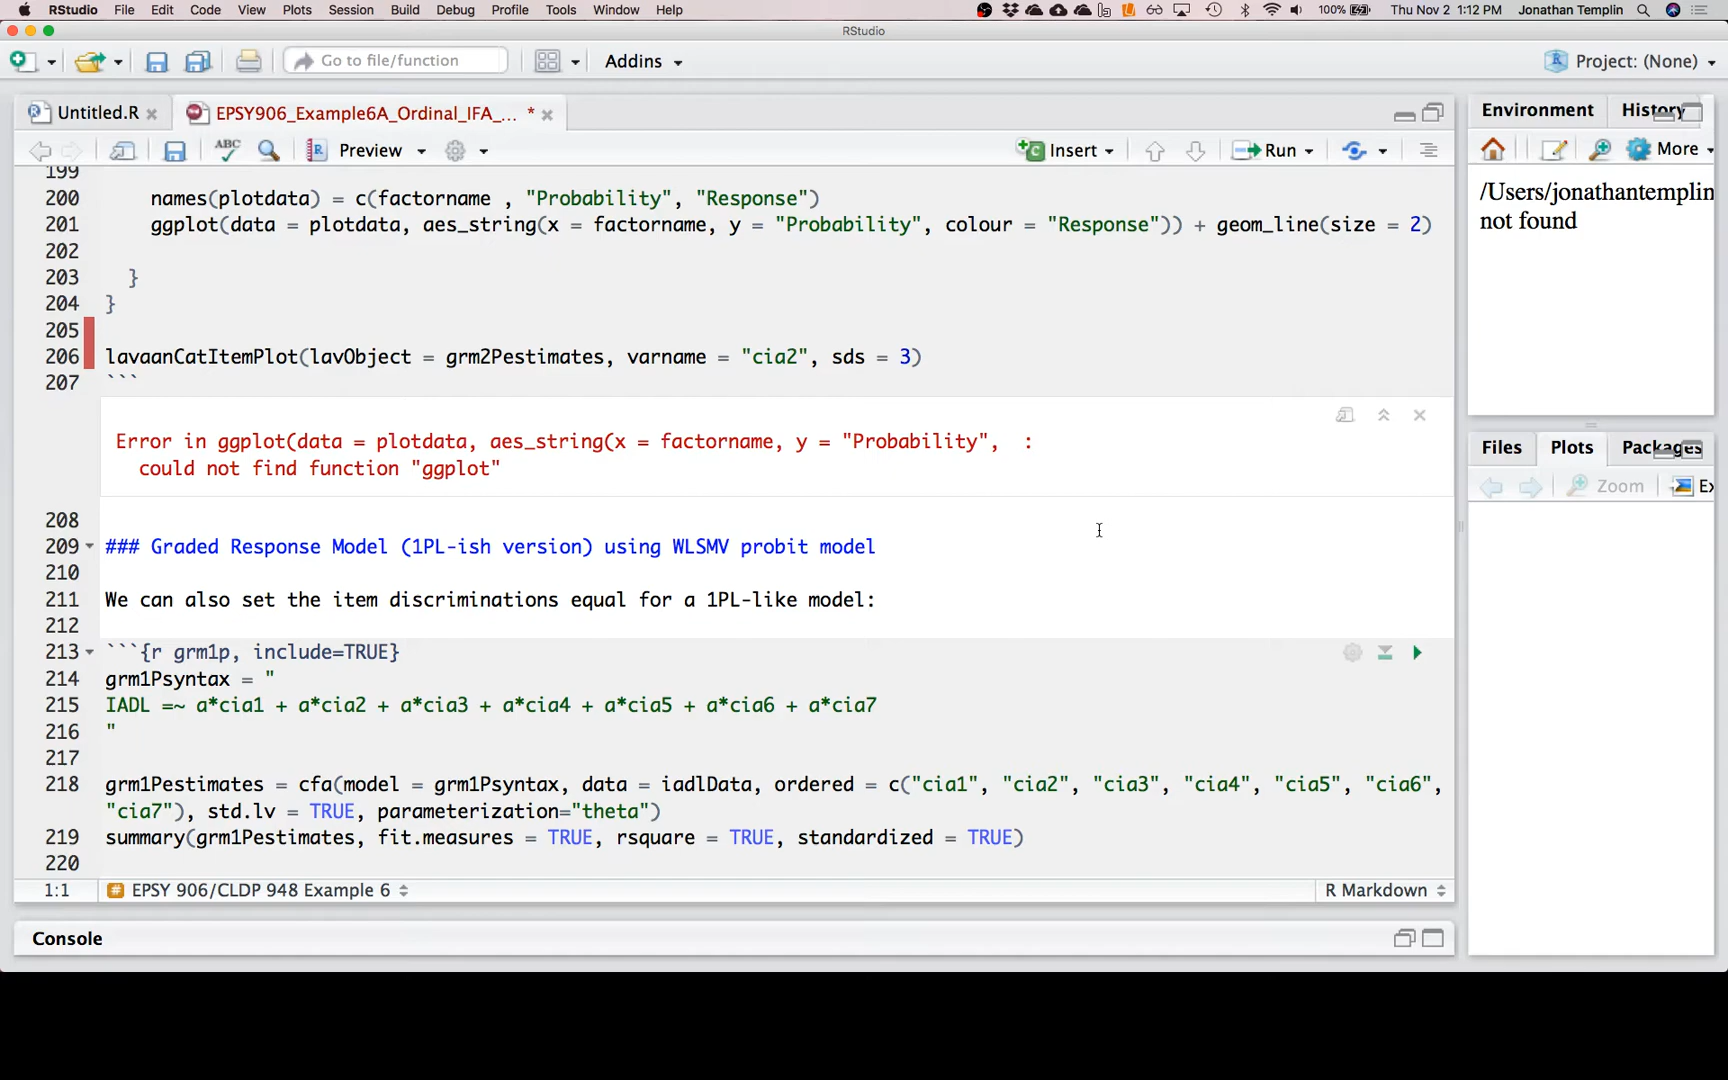 RStudio File Edit Code View Plots Session Build Debug Profile Tools Window Help 100% Thu Nov 2 1:12 PM Jonathan Templin
RStudio
Go to file/function Addins Project: (None)
Untitled.R EPSY906_Example6A_Ordinal_IFA_... *
Environment History
ABC Preview Insert Run
More
199
200 names(plotdata) = c(factorname , "Probability", "Response")
201 ggplot(data = plotdata, aes_string(x = factorname, y = "Probability", colour = "Response")) + geom_line(size = 2)
202
203 }
204 }
205
206 lavaanCatItemPlot(lavObject = grm2Pestimates, varname = "cia2", sds = 3)
207 ```
/Users/jonathantemplin
not found
Error in ggplot(data = plotdata, aes_string(x = factorname, y = "Probability", :
could not find function "ggplot"
Files Plots Packages
Zoom Ex
208
209 ### Graded Response Model (1PL-ish version) using WLSMV probit model
210
211 We can also set the item discriminations equal for a 1PL-like model:
212
213 ```{r grm1p, include=TRUE}
214 grm1Psyntax = "
215 IADL =~ a*cia1 + a*cia2 + a*cia3 + a*cia4 + a*cia5 + a*cia6 + a*cia7
216 "
217
218 grm1Pestimates = cfa(model = grm1Psyntax, data = iadlData, ordered = c("cia1", "cia2", "cia3", "cia4", "cia5", "cia6",
"cia7"), std.lv = TRUE, parameterization="theta")
219 summary(grm1Pestimates, fit.measures = TRUE, rsquare = TRUE, standardized = TRUE)
220
1:1 # EPSY 906/CLDP 948 Example 6 R Markdown
Console